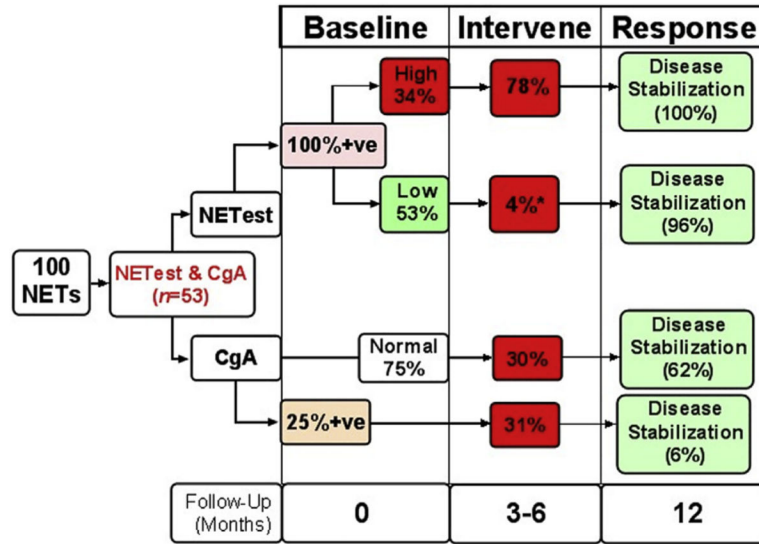 Baseline Intervene Response
High
34%
78%
Disease
Stabilization
(100%)
100%+ve
NETest
Low
53%
4%*
Disease
Stabilization
(96%)
100
NETs
NETest & CgA
(n=53)
CgA
Normal
75%
30%
Disease
Stabilization
(62%)
25%+ve
31%
Disease
Stabilization
(6%)
Follow-Up
(Months)
0 3-6 12